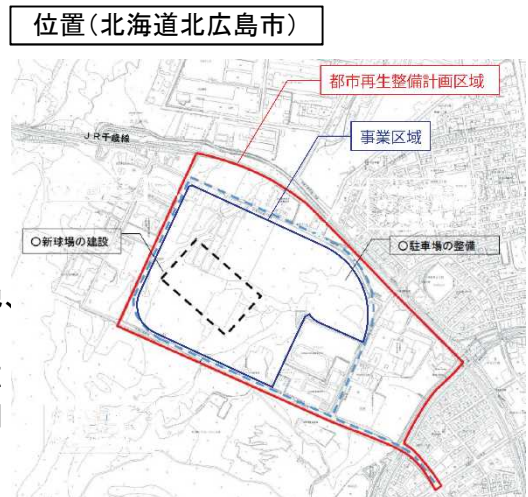 位置（北海道北広島市）
都市再生整備計画区域
JR千歳線
事業区域
〇新球場の建設
〇駐車場の整備